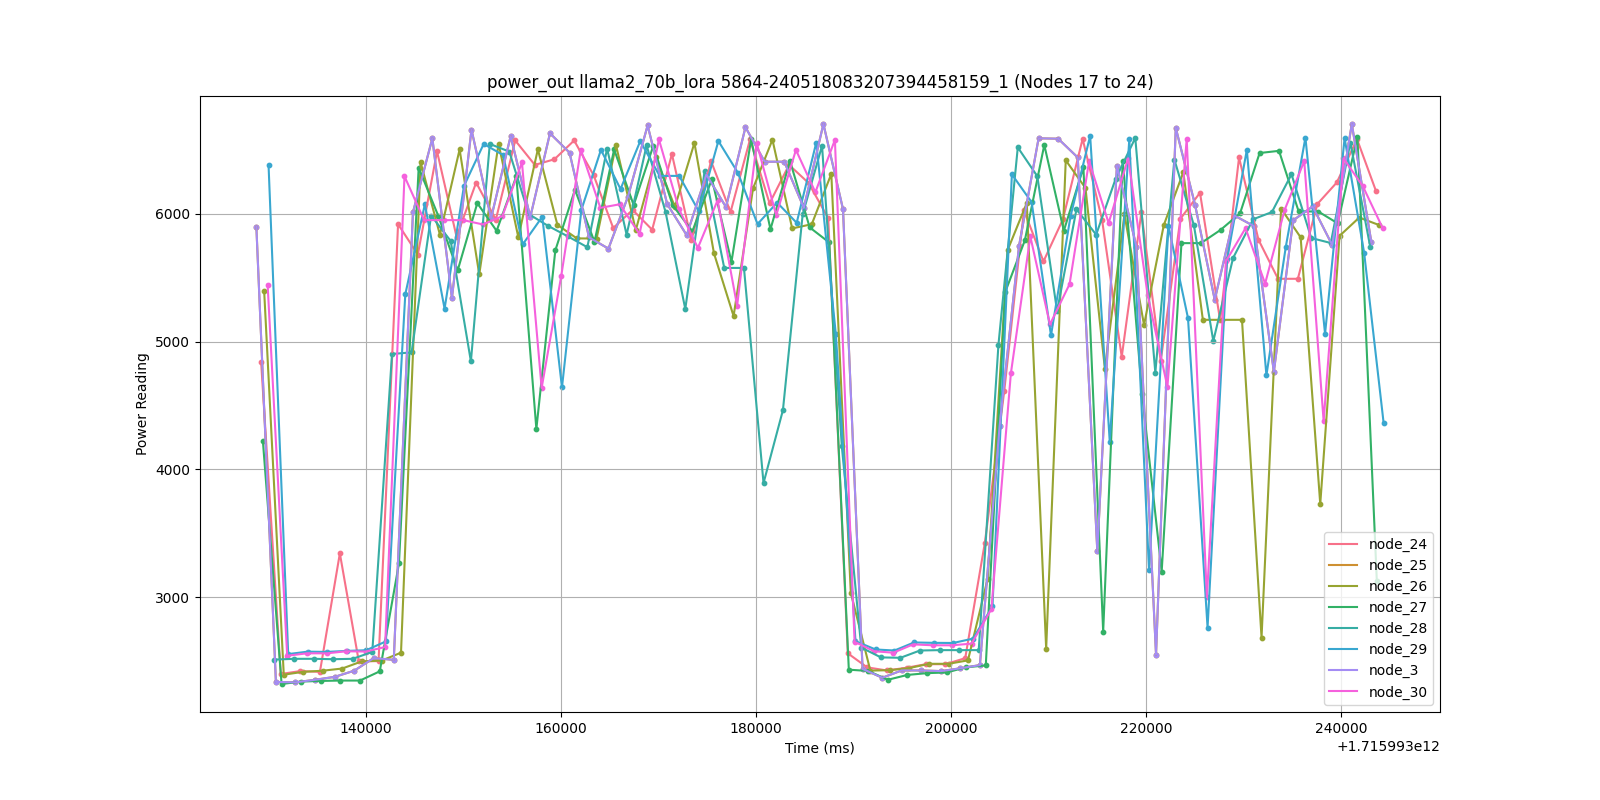 power_out llama2_70b_lora 5864-240518083207394458159_1 (Nodes 17 to 24)
Power Reading
6000
5000
4000
3000
140000
160000
180000
200000
220000
240000
+1.715993e12
Time (ms)
node_24
node_25
node_26
node_27
node_28
node_29
node_3
node_30